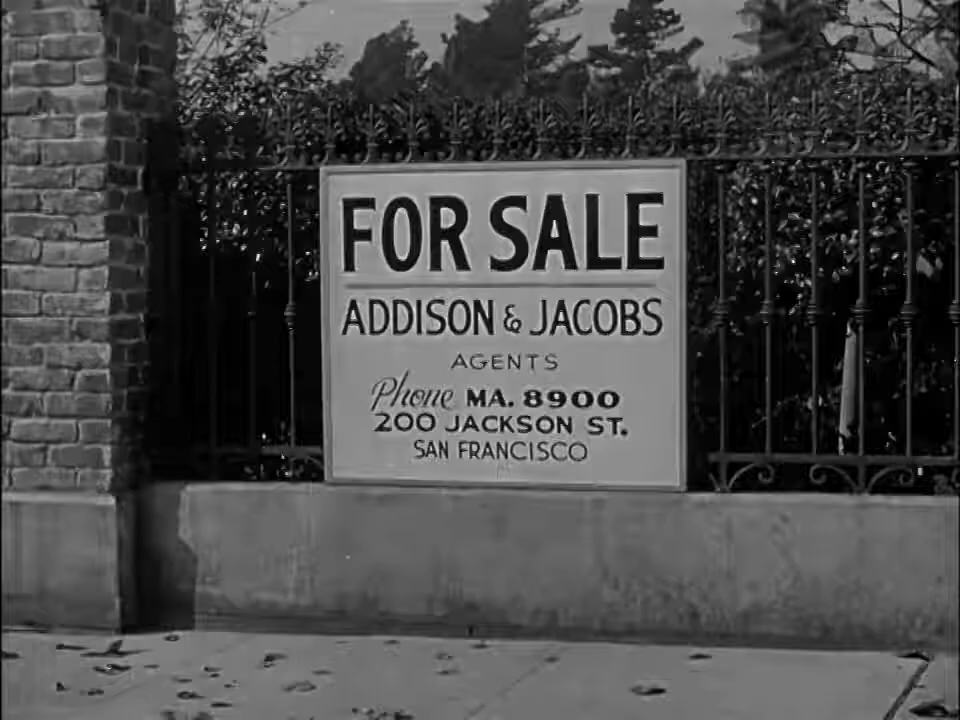 FOR SALE
ADDISON & JACOBS
AGENTS
Phone MA. 8900
200 JACKSON ST.
SAN FRANCISCO